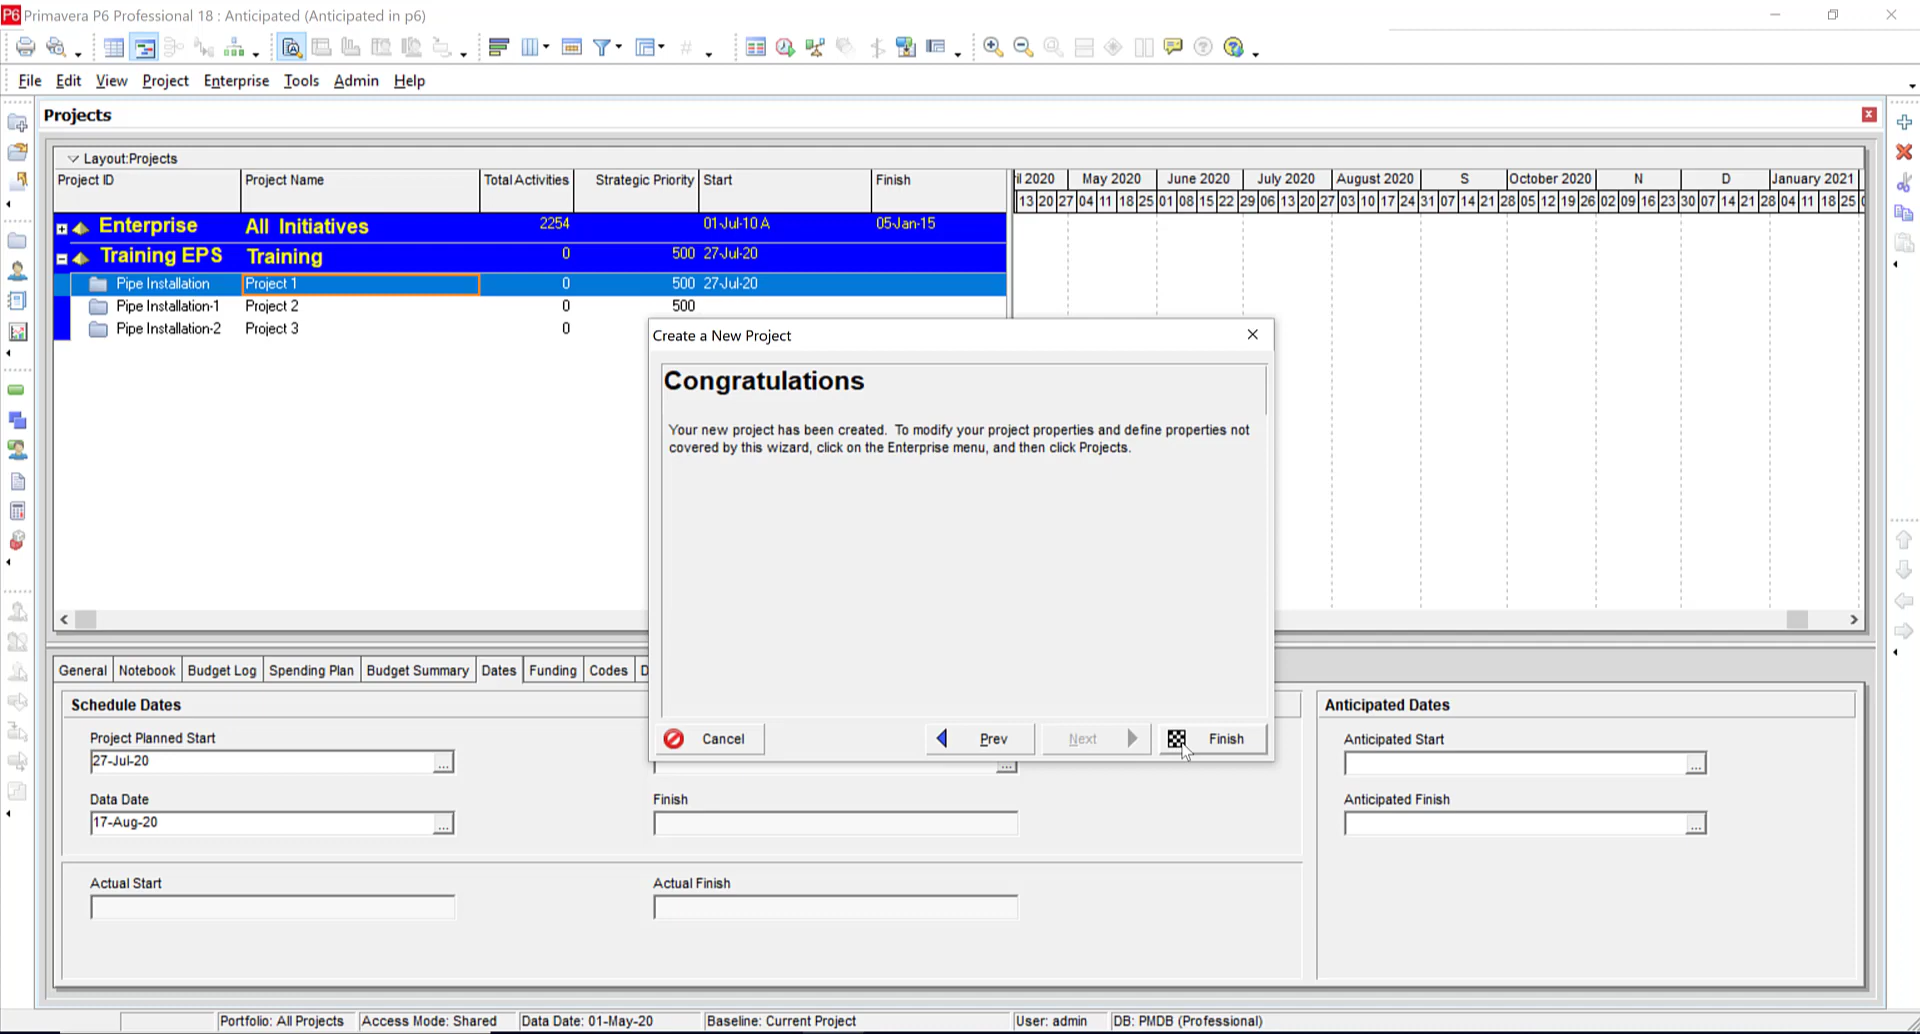 P6 Primavera P6 Professional 18 : Anticipated (Anticipated in p6)
File Edit View Project Enterprise Tools Admin Help
Projects
Layout:Projects
Project ID Project Name Total Activities Strategic Priority Start Finish
il 2020 May 2020 June 2020 July 2020 August 2020 S October 2020 N D January 2021
13 20 27 04 11 18 25 01 08 15 22 29 06 13 20 27 03 10 17 24 31 07 14 21 28 05 12 19 26 02 09 16 23 30 07 14 21 28 04 11 18 25
Enterprise All Initiatives 2254 01-Jul-10 A 05-Jan-15
Training EPS Training 0 500 27-Jul-20
Pipe Installation Project 1 0 500 27-Jul-20
Pipe Installation-1 Project 2 0 500
Pipe Installation-2 Project 3 0
Create a New Project
Congratulations
Your new project has been created. To modify your project properties and define properties not
covered by this wizard, click on the Enterprise menu, and then click Projects.
Cancel Prev Next Finish
General Notebook Budget Log Spending Plan Budget Summary Dates Funding Codes D
Schedule Dates
Anticipated Dates
Project Planned Start
27-Jul-20 ...
...
Anticipated Start
...
Data Date
17-Aug-20 ...
Finish
Anticipated Finish
...
Actual Start
Actual Finish
Portfolio: All Projects Access Mode: Shared Data Date: 01-May-20 Baseline: Current Project User: admin DB: PMDB (Professional)